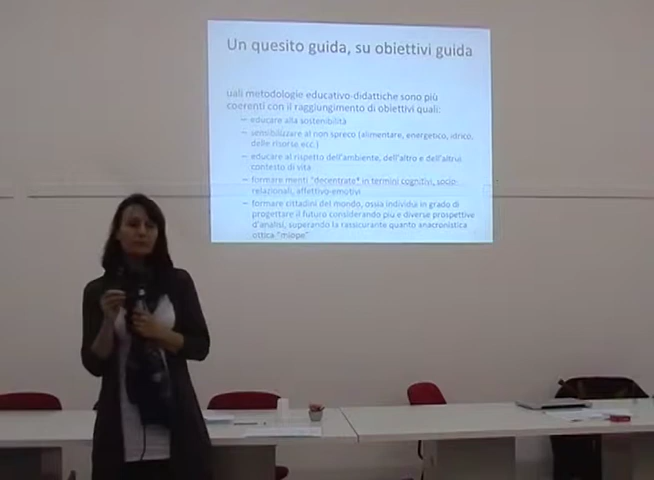 Un quesito guida, su obiettivi guida
uali metodologie educativo-didattiche sono più
coerenti con il raggiungimento di obiettivi quali:
– educare alla sostenibilità
– sensibilizzare al non spreco (alimentare, energetico, idrico,
delle risorse ecc.)
– educare al rispetto dell'ambiente, dell'altro e dell'altrui
contesto di vita
– formare menti "decentrate" in termini cognitivi, socio-
relazionali, affettivo-emotivi
– formare cittadini del mondo, ossia individui in grado di
progettare il futuro considerando più e diverse prospettive
d'analisi, superando la rassicurante quanto anacronistica
ottica "miope"